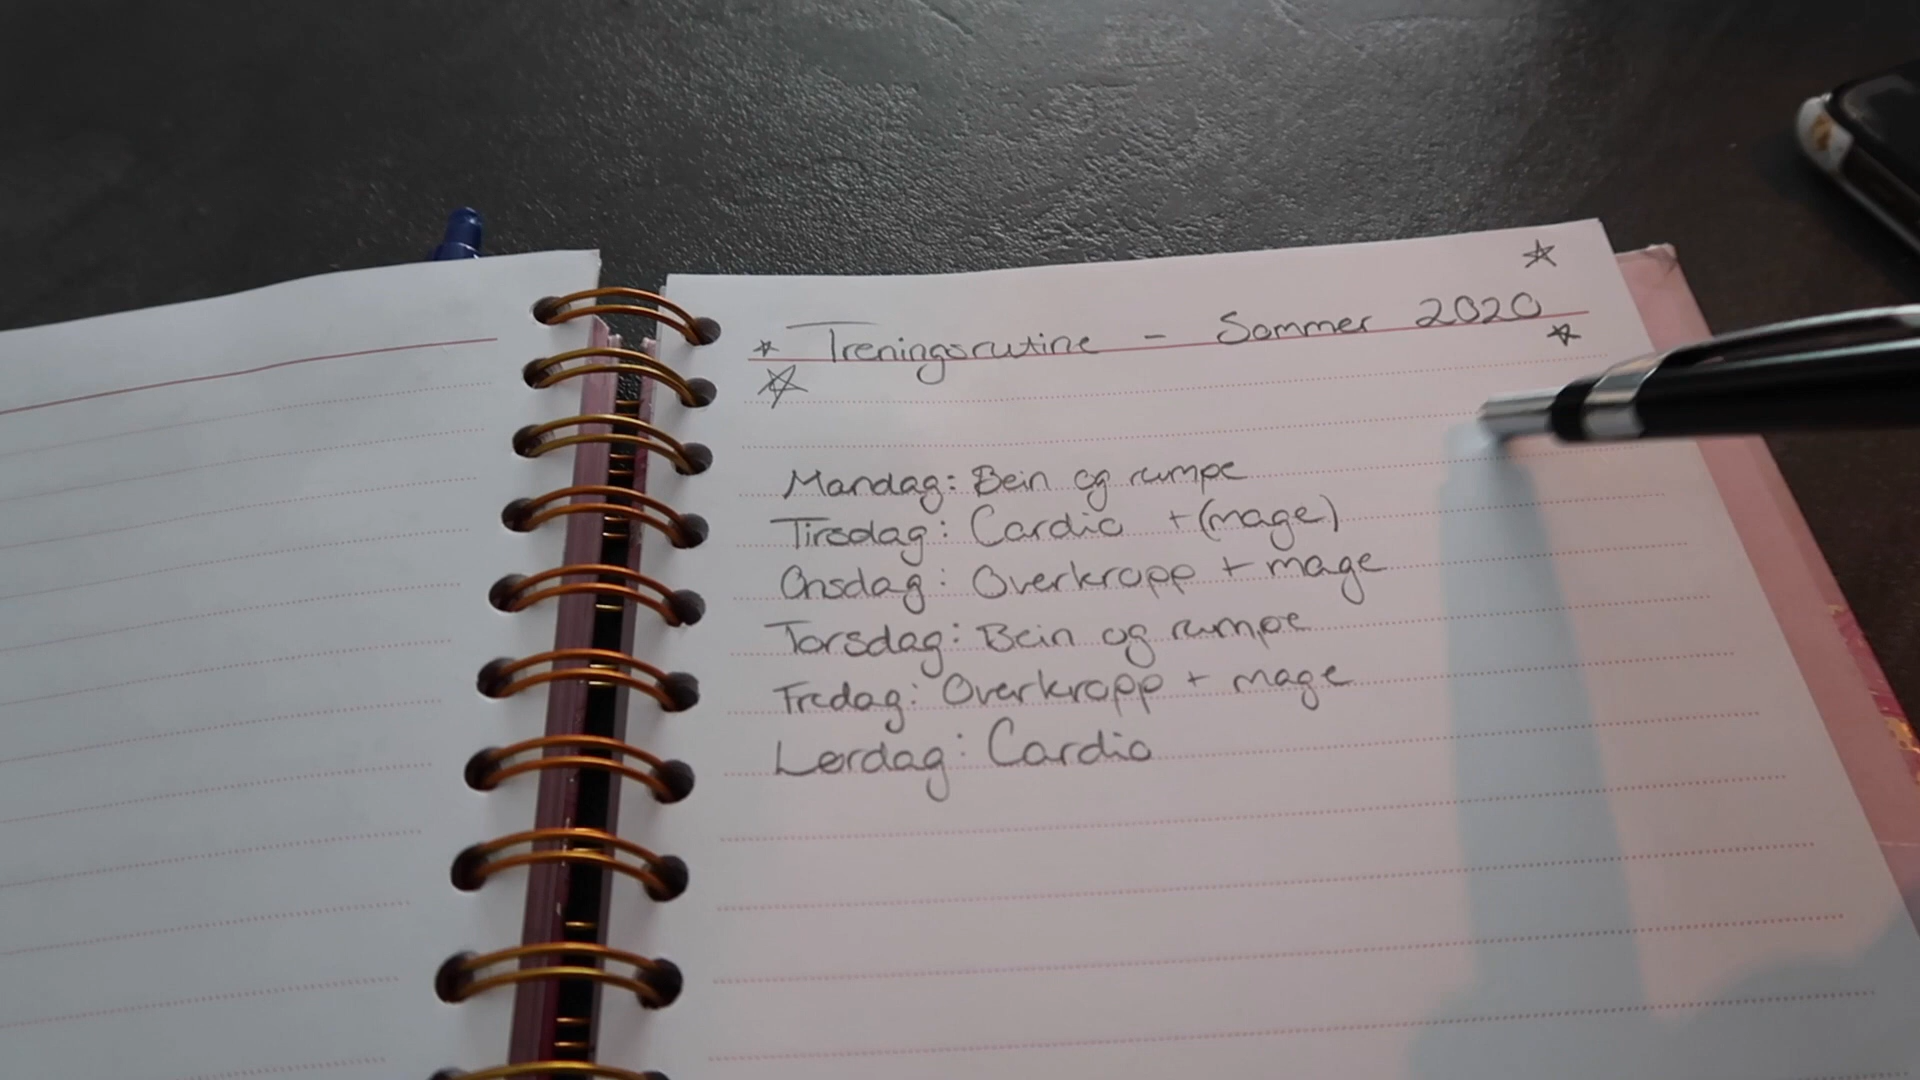 Treningsrutine - Sommer 2020
Mandag: Bein og rumpe
Tirsdag: Cardio + (mage)
Onsdag: Overkropp + mage
Torsdag: Bein og rumpe
Fredag: Overkropp + mage
Lørdag: Cardio